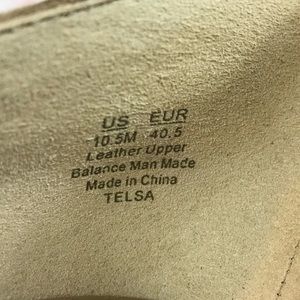 US EUR
10.5M 40.5
Leather Upper
Balance Man Made
Made in China
TELSA